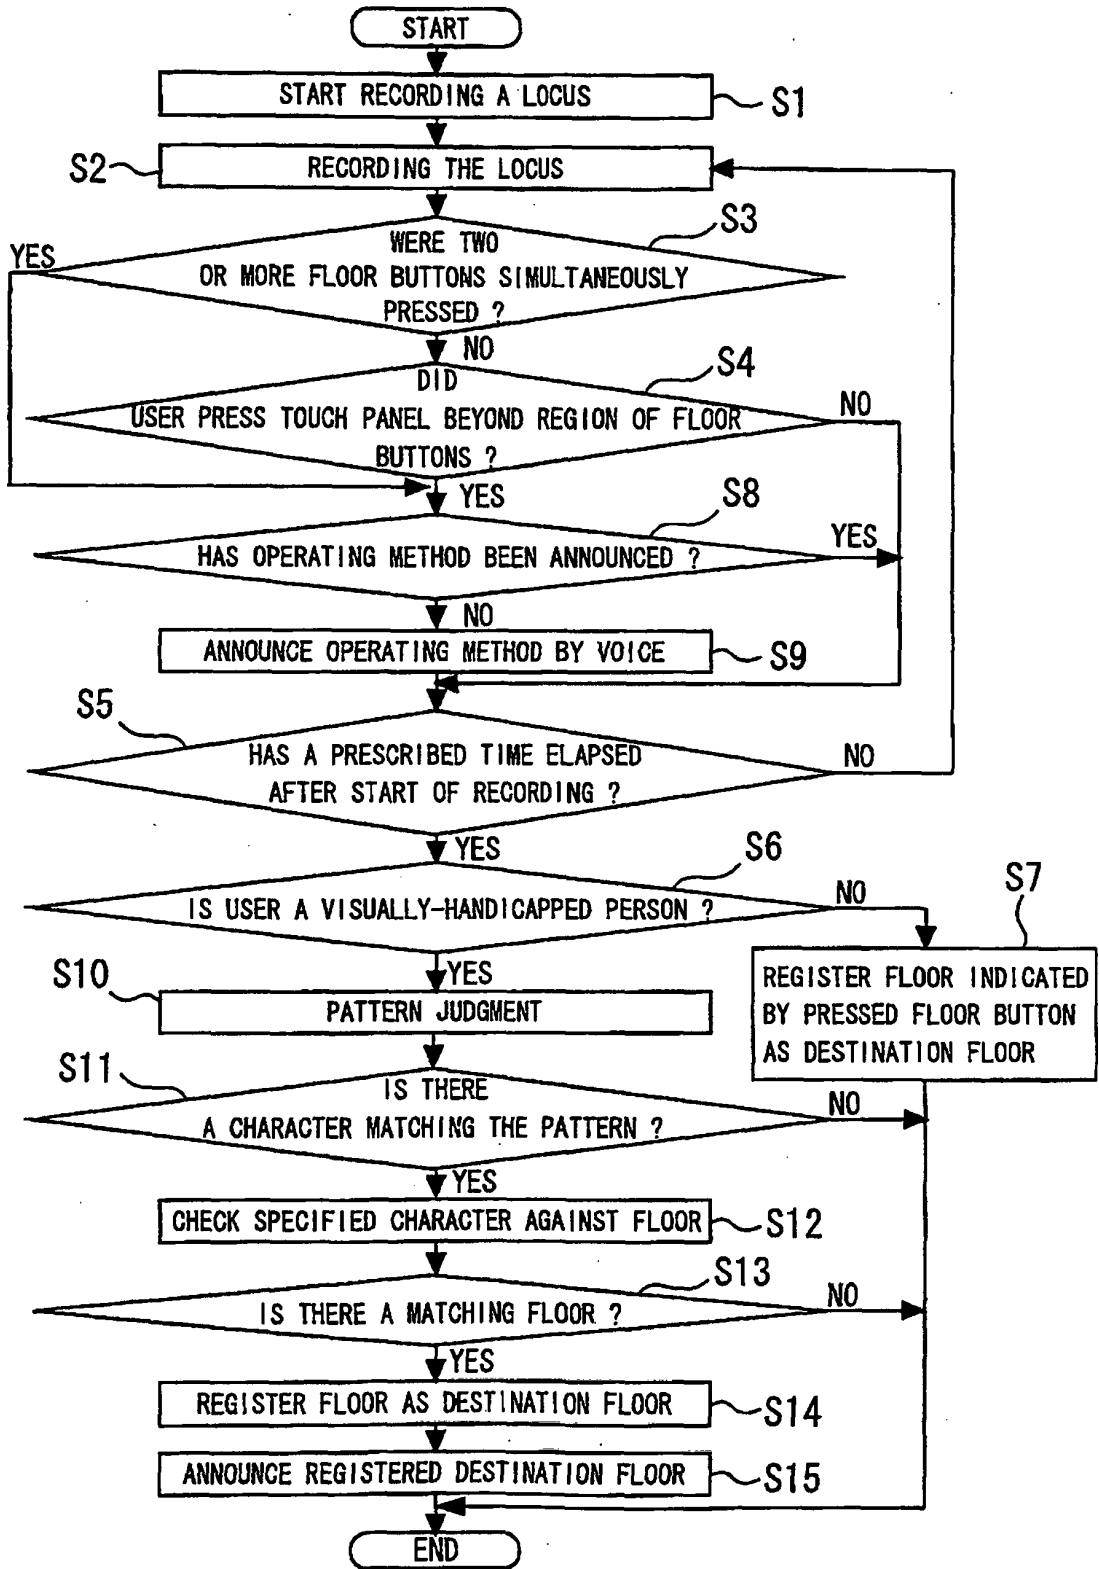 START
START RECORDING A LOCUS
S1
S2
RECORDING THE LOCUS
S3
YES
WERE TWO
OR MORE FLOOR BUTTONS SIMULTANEOUSLY
PRESSED ?
NO
S4
DID
USER PRESS TOUCH PANEL BEYOND REGION OF FLOOR
BUTTONS ?
NO
YES
S8
HAS OPERATING METHOD BEEN ANNOUNCED ?
YES
NO
ANNOUNCE OPERATING METHOD BY VOICE
S9
S5
HAS A PRESCRIBED TIME ELAPSED
AFTER START OF RECORDING ?
NO
YES
S6
IS USER A VISUALLY-HANDICAPPED PERSON ?
NO
S7
REGISTER FLOOR INDICATED
BY PRESSED FLOOR BUTTON
AS DESTINATION FLOOR
YES
S10
PATTERN JUDGMENT
S11
IS THERE
A CHARACTER MATCHING THE PATTERN ?
NO
YES
CHECK SPECIFIED CHARACTER AGAINST FLOOR
S12
S13
IS THERE A MATCHING FLOOR ?
NO
YES
REGISTER FLOOR AS DESTINATION FLOOR
S14
ANNOUNCE REGISTERED DESTINATION FLOOR
S15
END